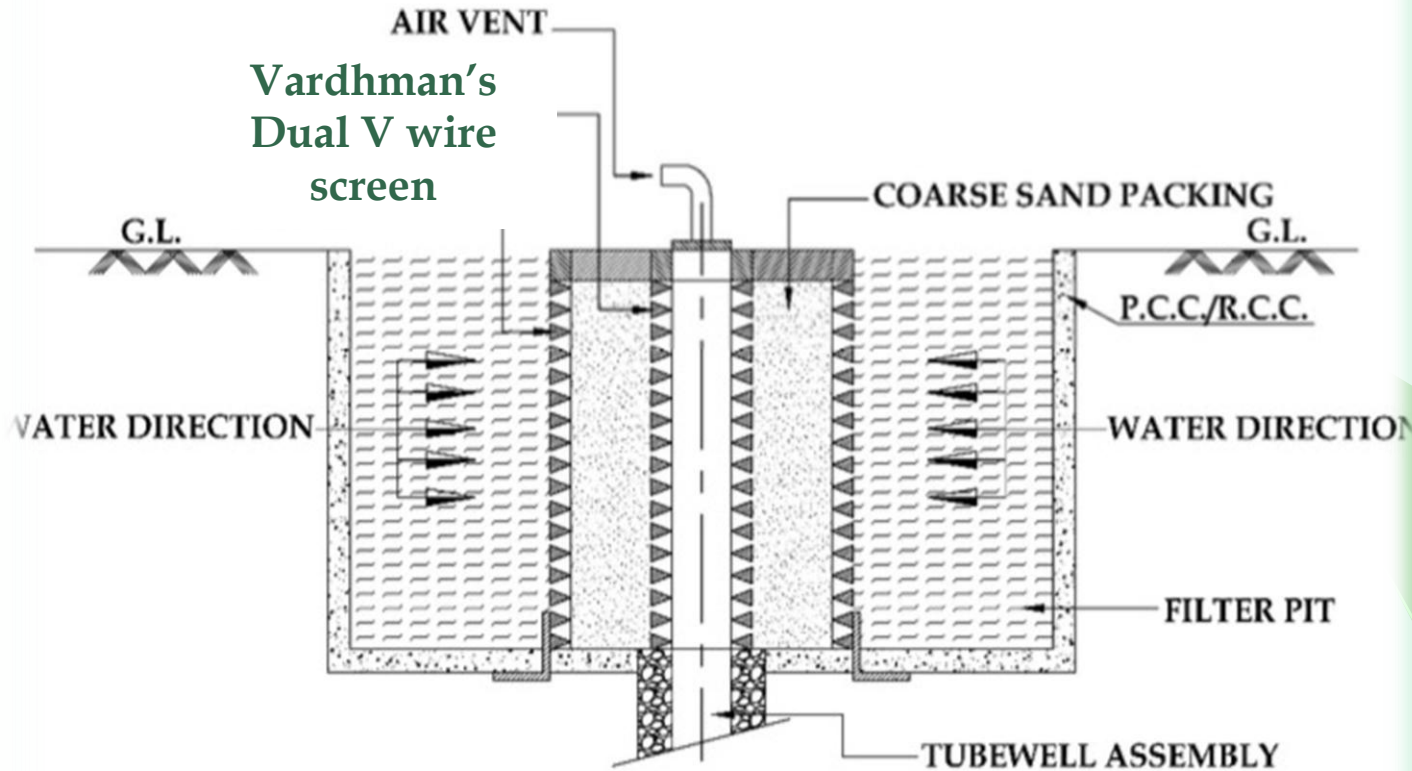 AIR VENT
Vardhman's
Dual V wire
screen
COARSE SAND PACKING
G.L.
G.L.
P.C.C./R.C.C.
WATER DIRECTION
WATER DIRECTION
FILTER PIT
TUBEWELL ASSEMBLY